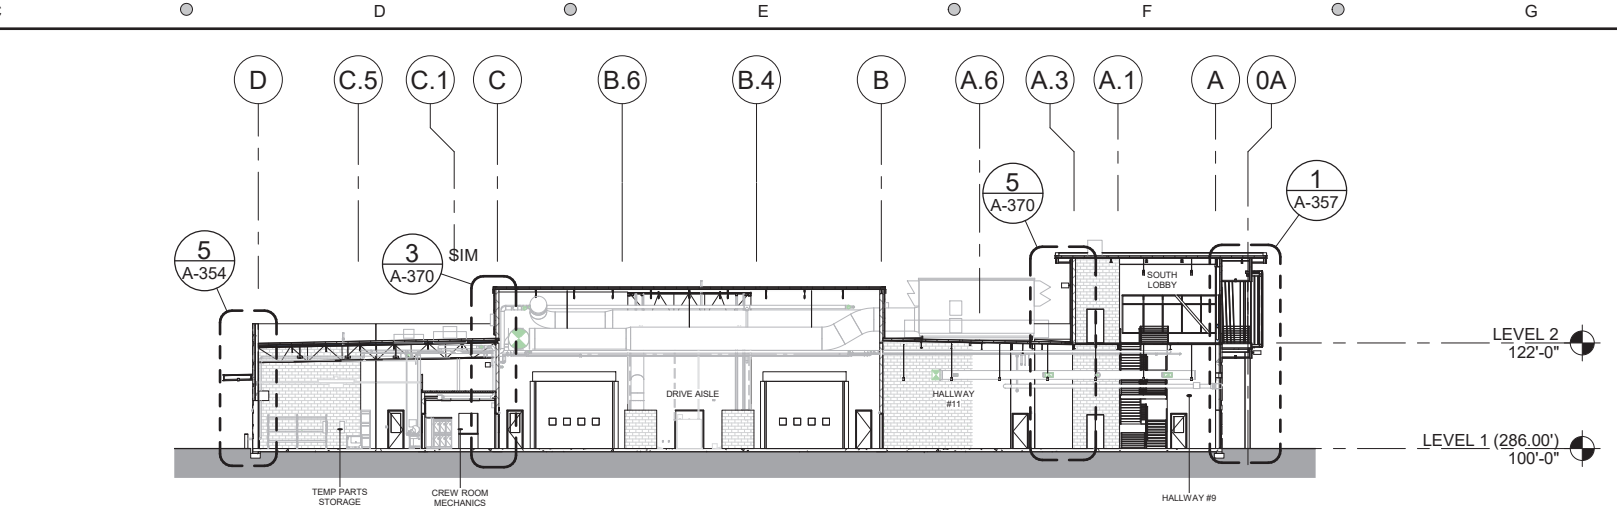 C D E F G
D C.5 C.1 C B.6 B.4 B A.6 A.3 A.1 A 0A
5
A-370
1
A-357
5
A-354
3
A-370
SIM
SOUTH
LOBBY
LEVEL 2
122'-0"
DRIVE AISLE
HALLWAY
#11
LEVEL 1 (286.00')
100'-0"
TEMP PARTS
STORAGE
CREW ROOM
MECHANICS
HALLWAY #9